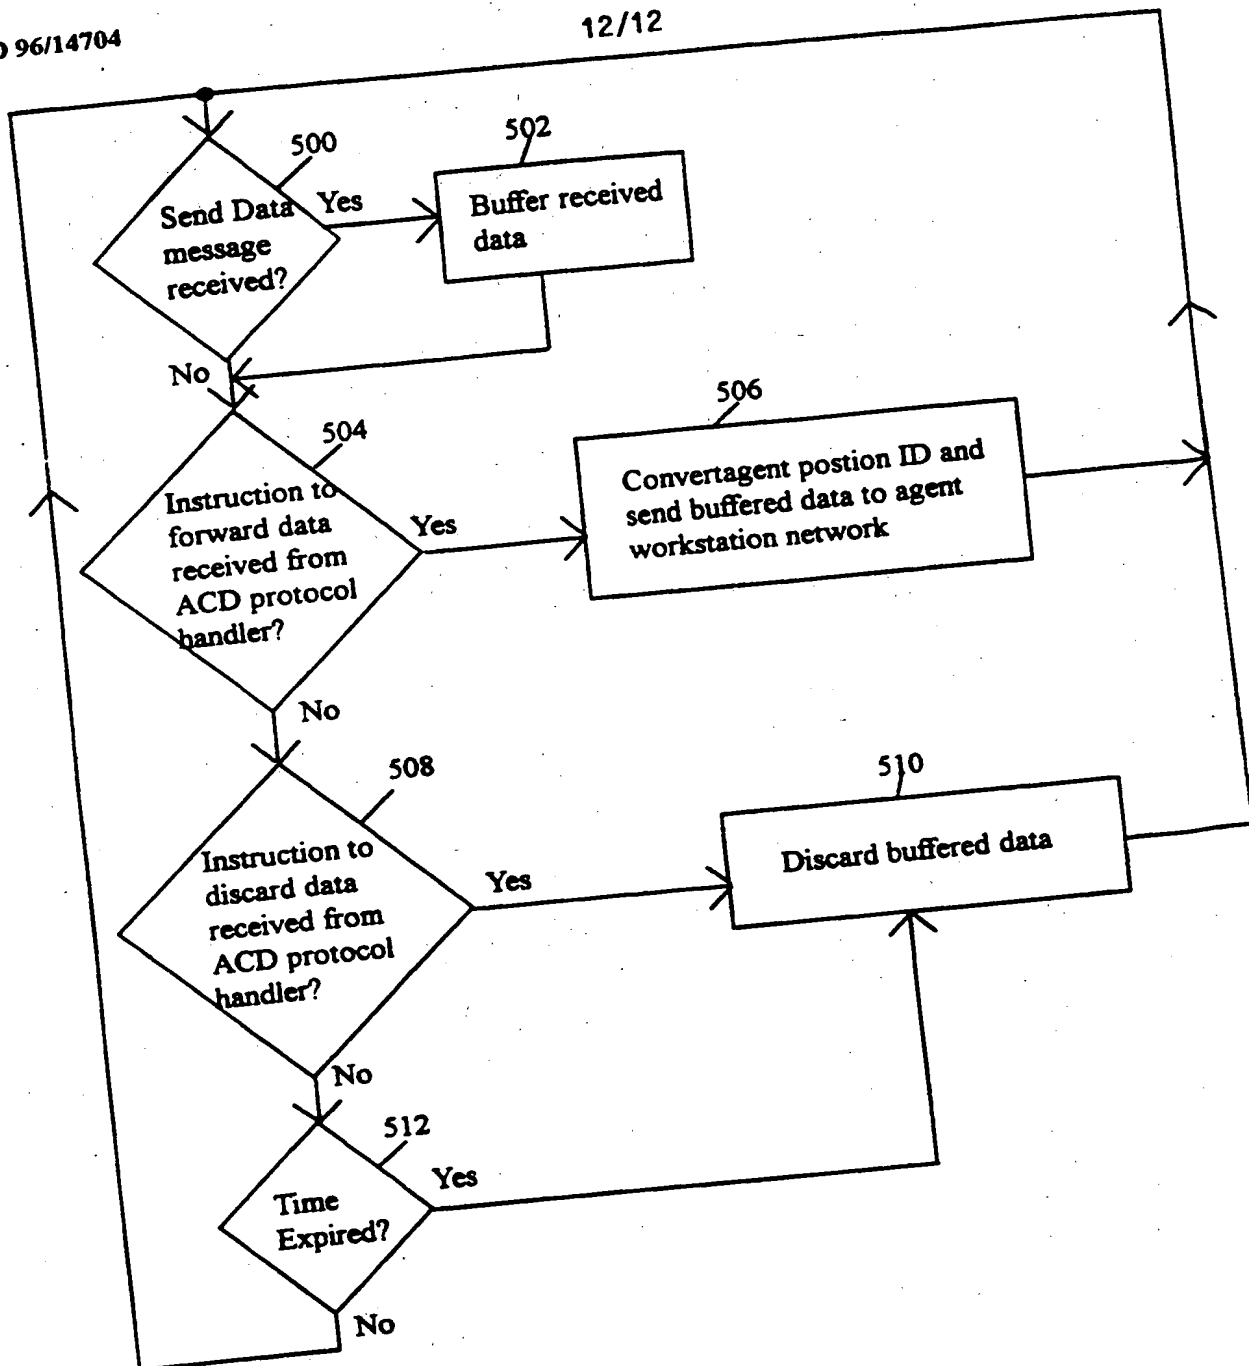 96/14704
12/12
500
Send Data
message
received?
Yes
No
502
Buffer received
data
504
Instruction to
forward data
received from
ACD protocol
handler?
Yes
No
506
Convertagent postion ID and
send buffered data to agent
workstation network
508
Instruction to
discard data
received from
ACD protocol
handler?
Yes
No
510
Discard buffered data
512
Time
Expired?
Yes
No